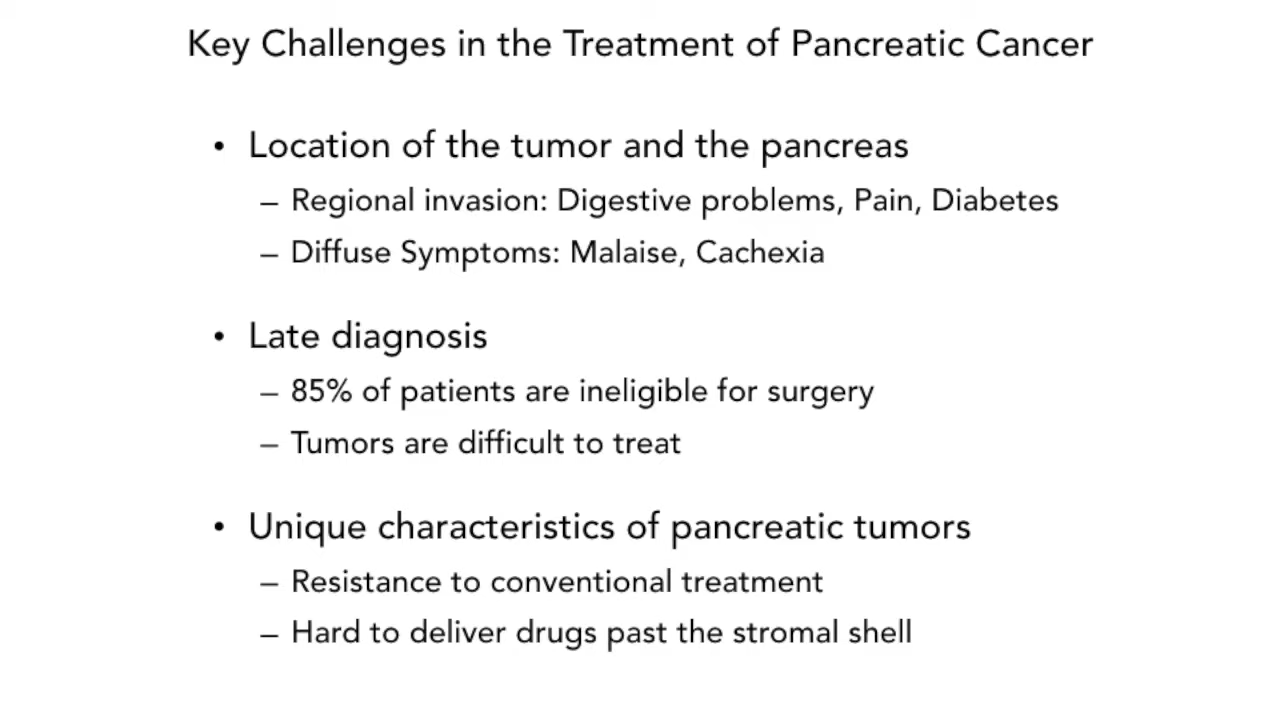 Key Challenges in the Treatment of Pancreatic Cancer
• Location of the tumor and the pancreas
– Regional invasion: Digestive problems, Pain, Diabetes
– Diffuse Symptoms: Malaise, Cachexia
• Late diagnosis
– 85% of patients are ineligible for surgery
– Tumors are difficult to treat
• Unique characteristics of pancreatic tumors
– Resistance to conventional treatment
– Hard to deliver drugs past the stromal shell